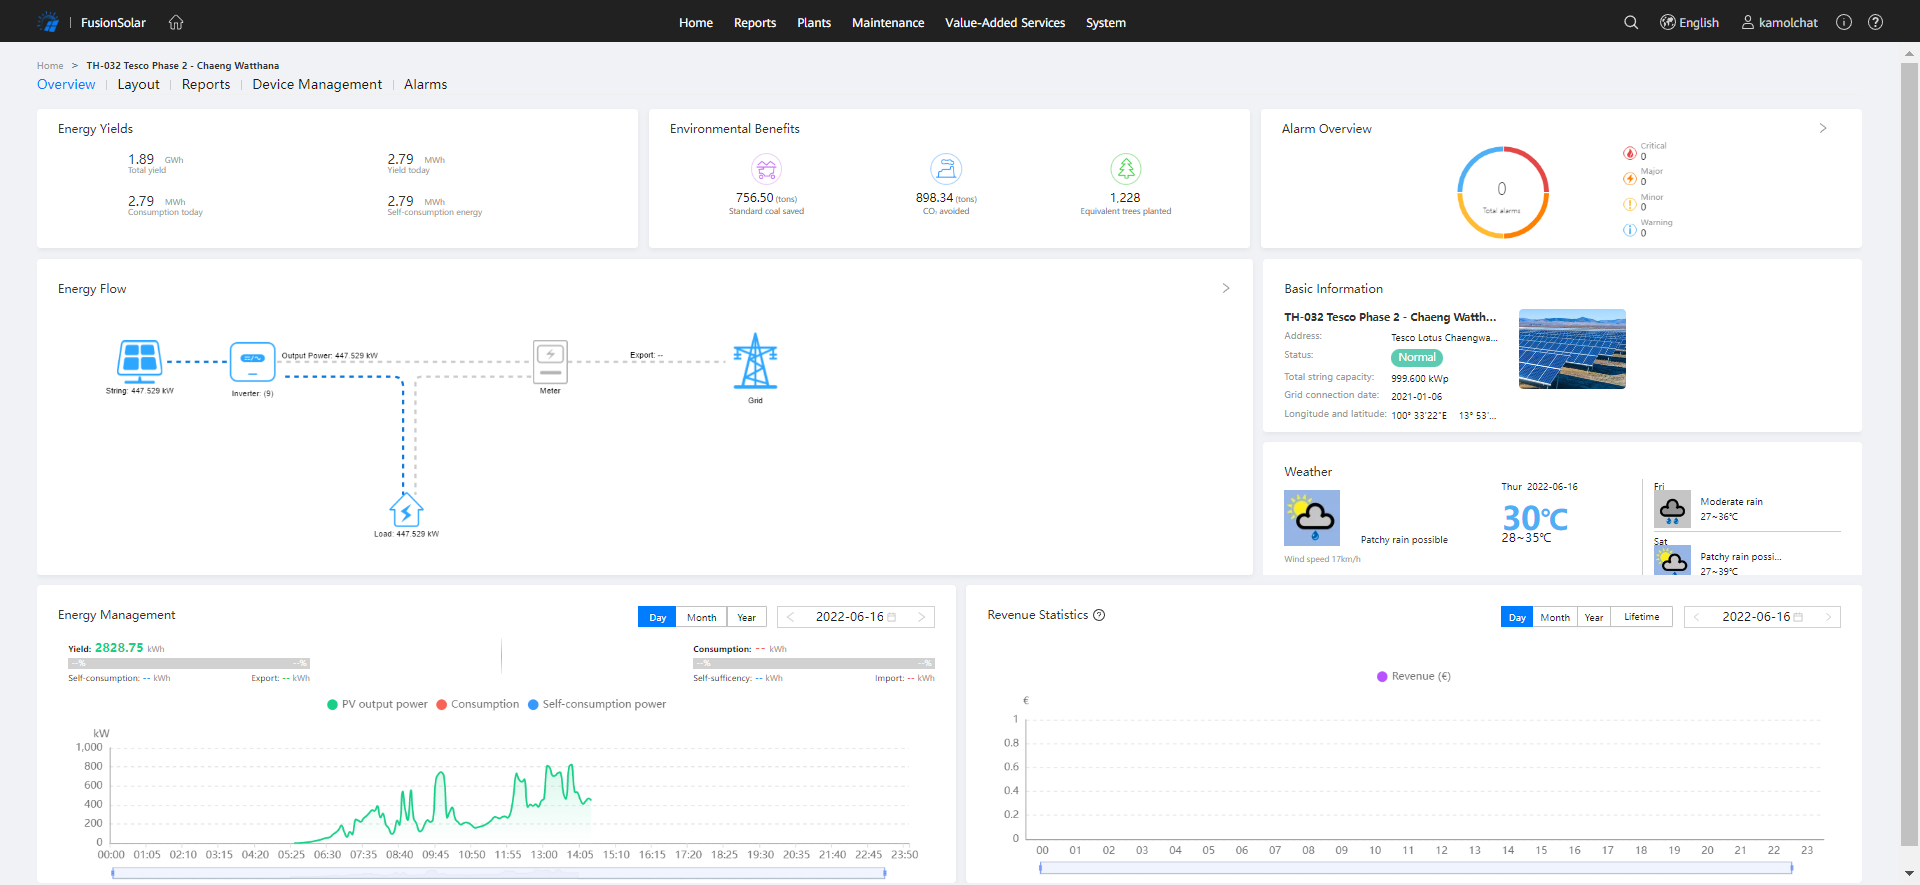 FusionSolar
Home Reports Plants Maintenance Value-Added Services System
English kamolchat
Home > TH-032 Tesco Phase 2 - Chaeng Watthana
Overview | Layout | Reports | Device Management | Alarms
Energy Yields
1.89 GWh
Total yield
2.79 MWh
Yield today
2.79 MWh
Consumption today
2.79 MWh
Self-consumption energy
Environmental Benefits
756.50 (tons)
Standard coal saved
898.34 (tons)
CO₂ avoided
1,228
Equivalent trees planted
Alarm Overview
0
Total alarms
Critical
0
Major
0
Minor
0
Warning
0
Energy Flow
String: 447.529 kW
Output Power: 447.529 kW
Inverter: (9)
Meter
Export: --
Grid
Load: 447.529 kW
Basic Information
TH-032 Tesco Phase 2 - Chaeng Watth...
Address: Tesco Lotus Chaengwa...
Status: Normal
Total string capacity: 999.600 kWp
Grid connection date: 2021-01-06
Longitude and latitude: 100° 33'22"E 13° 53'...
Weather
Patchy rain possible
Wind speed 17km/h
Thur 2022-06-16
30℃
28~35℃
Fri
Moderate rain
27~36℃
Sat
Patchy rain possi...
27~39℃
Energy Management
Day Month Year
2022-06-16
Yield: 2828.75 kWh
--% --%
Self-consumption: -- kWh Export: -- kWh
Consumption: -- kWh
--% --%
Self-sufficency: -- kWh Import: -- kWh
PV output power Consumption Self-consumption power
kW
1,000
800
600
400
200
0
00:00 01:05 02:10 03:15 04:20 05:25 06:30 07:35 08:40 09:45 10:50 11:55 13:00 14:05 15:10 16:15 17:20 18:25 19:30 20:35 21:40 22:45 23:50
Revenue Statistics
Day Month Year Lifetime
2022-06-16
Revenue (€)
€
1
0.8
0.6
0.4
0.2
0
00 01 02 03 04 05 06 07 08 09 10 11 12 13 14 15 16 17 18 19 20 21 22 23